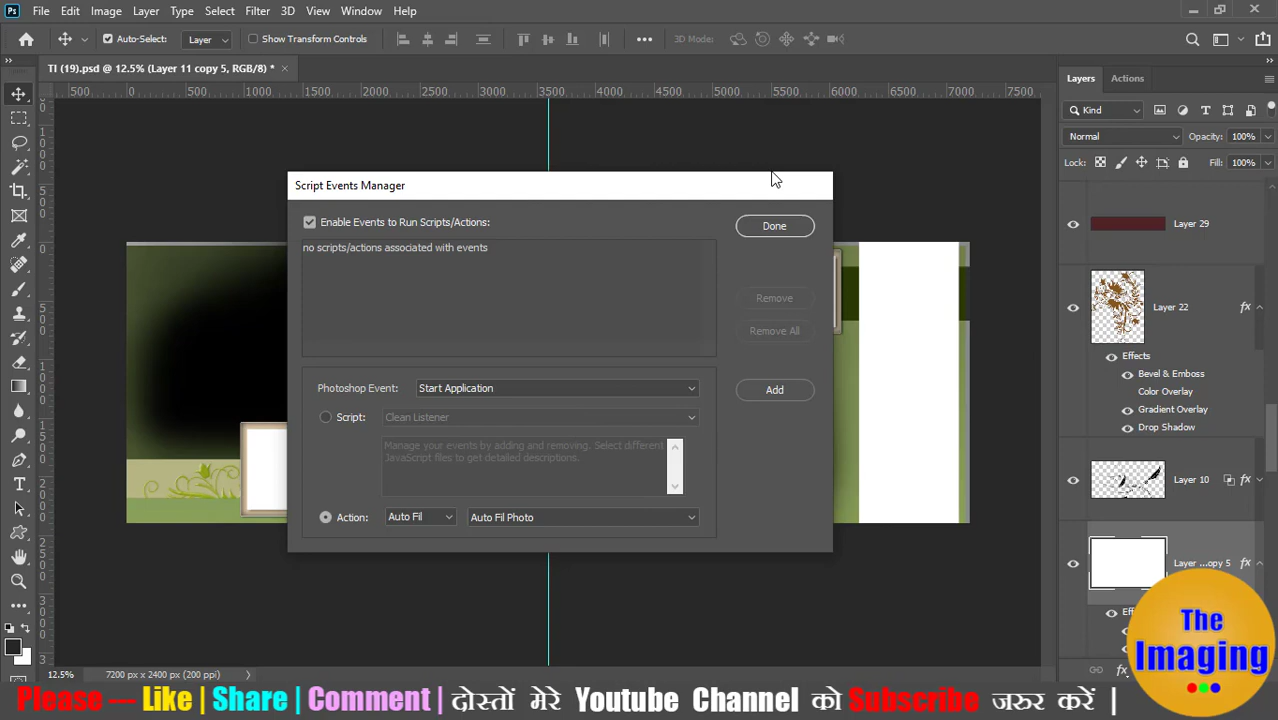 Ps File Edit Image Layer Type Select Filter 3D View Window Help
Auto-Select: Layer Show Transform Controls 3D Mode:
TI (19).psd @ 12.5% (Layer 11 copy 5, RGB/8) *
500 0 500 1000 1500 2000 2500 3000 3500 4000 4500 5000 5500 6000 6500 7000
Layers Actions
Kind
Normal Opacity: 100%
Lock: Fill: 100%
Layer 29
Layer 22 fx
Effects
Bevel & Emboss
Color Overlay
Gradient Overlay
Drop Shadow
Layer 10 fx
Layer ...opy 5 fx
Script Events Manager
Enable Events to Run Scripts/Actions:
no scripts/actions associated with events
Done
Remove
Remove All
Photoshop Event: Start Application
Add
Script: Clean Listener
Manage your events by adding and removing. Select different
JavaScript files to get detailed descriptions.
Action: Auto Fil Auto Fil Photo
12.5% 7200 px x 2400 px (200 ppi)
The
Imaging
Please --- Like | Share | Comment | दोस्तों मेरे Youtube Channel को Subscribe जरुर करें |